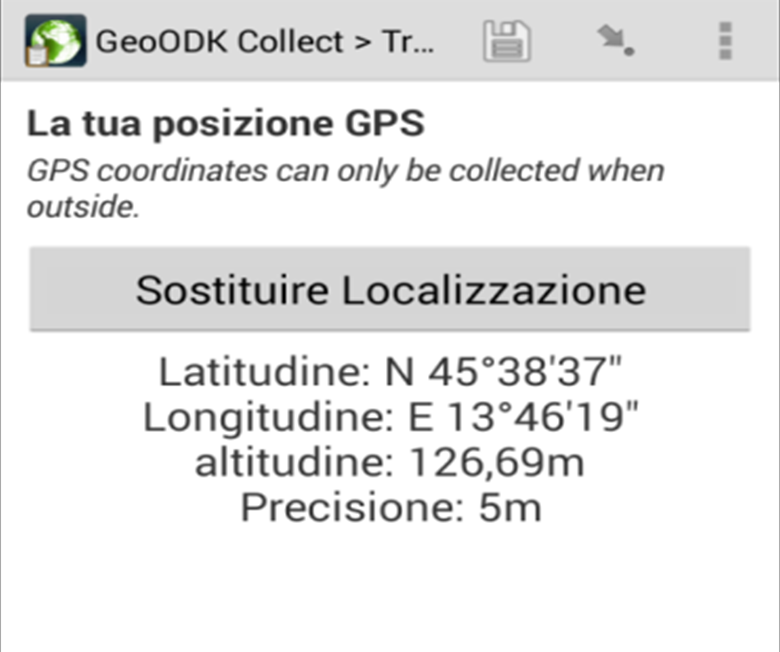 GeoODK Collect > Tr...
La tua posizione GPS
GPS coordinates can only be collected when
outside.
Sostituire Localizzazione
Latitudine: N 45°38'37"
Longitudine: E 13°46'19"
altitudine: 126,69m
Precisione: 5m